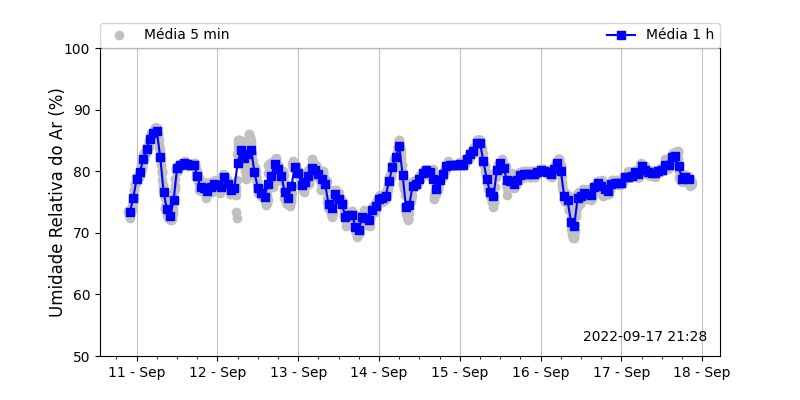 Média 5 min
Média 1 h
Umidade Relativa do Ar (%)
100
90
80
70
60
50
2022-09-17 21:28
11 - Sep
12 - Sep
13 - Sep
14 - Sep
15 - Sep
16 - Sep
17 - Sep
18 - Sep